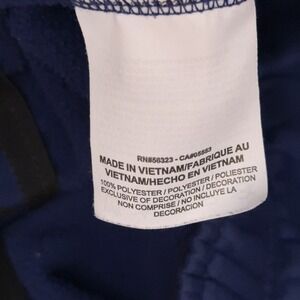 RN#56323 - CA#05553
MADE IN VIETNAM/FABRIQUE AU
VIETNAM/HECHO EN VIETNAM
100% POLYESTER / POLYESTER / POLIESTER
EXCLUSIVE OF DECORATION / DECORATION
NON COMPRISE / NO INCLUYE LA
DECORACION